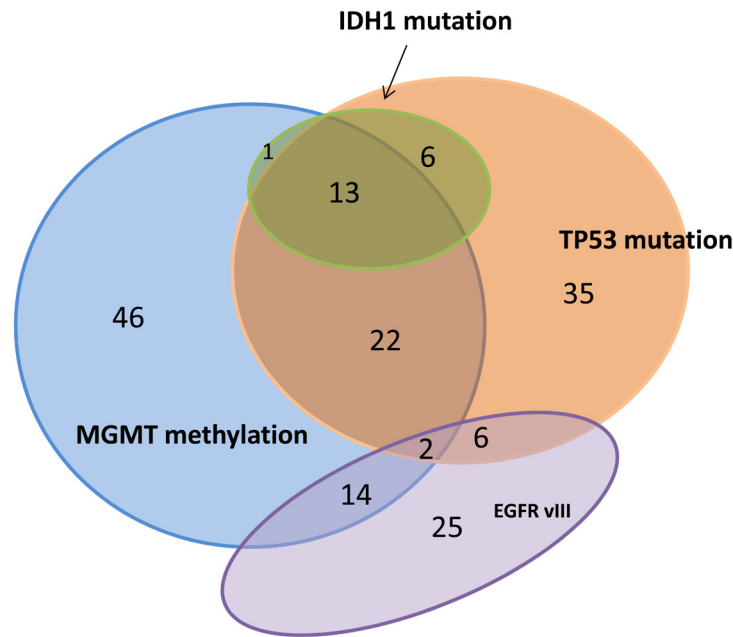 IDH1 mutation
1
6
13
TP53 mutation
35
46
22
MGMT methylation
2
6
14
EGFR vIII
25